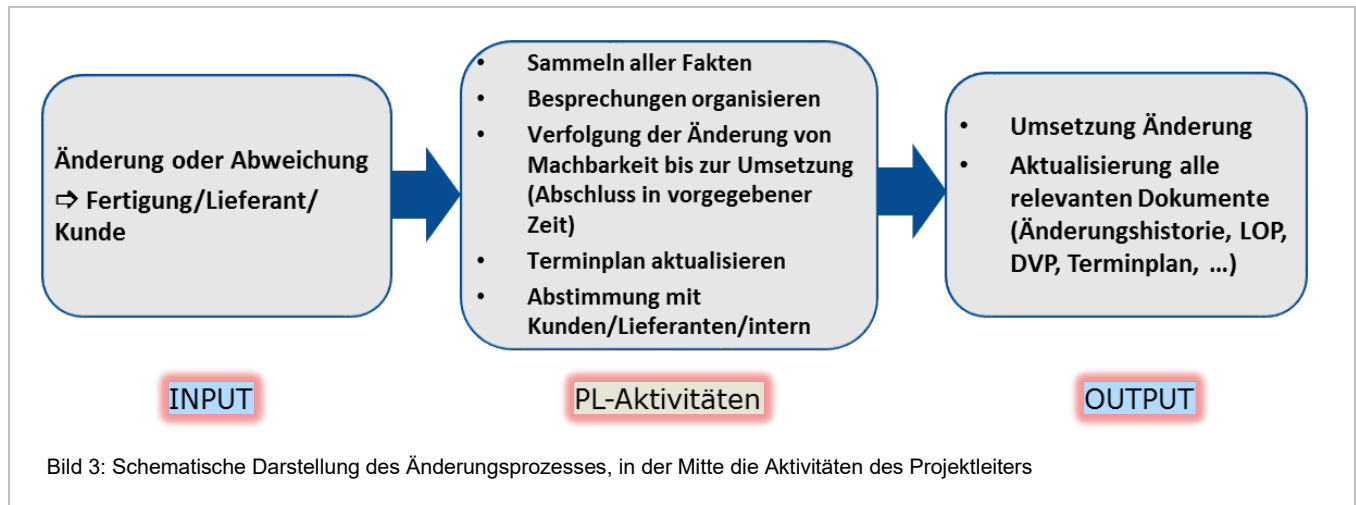 Änderung oder Abweichung
⇨ Fertigung/Lieferant/
Kunde
• Sammeln aller Fakten
• Besprechungen organisieren
• Verfolgung der Änderung von
Machbarkeit bis zur Umsetzung
(Abschluss in vorgegebener
Zeit)
• Terminplan aktualisieren
• Abstimmung mit
Kunden/Lieferanten/intern
• Umsetzung Änderung
• Aktualisierung alle
relevanten Dokumente
(Änderungshistorie, LOP,
DVP, Terminplan, …)
INPUT
PL-Aktivitäten
OUTPUT
Bild 3: Schematische Darstellung des Änderungsprozesses, in der Mitte die Aktivitäten des Projektleiters